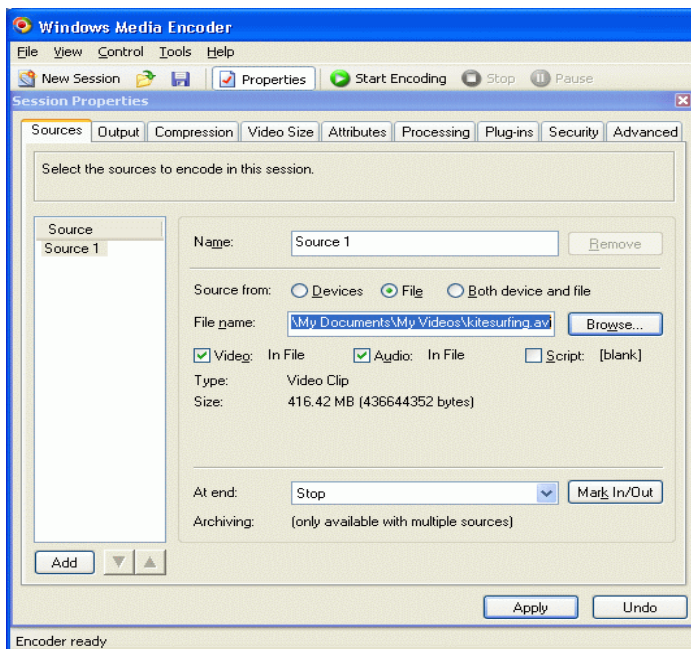 Windows Media Encoder
File View Control Tools Help
New Session Properties Start Encoding Stop Pause
Session Properties
Sources Output Compression Video Size Attributes Processing Plug-ins Security Advanced
Select the sources to encode in this session.
Source
Source 1
Name: Source 1 Remove
Source from: Devices File Both device and file
File name: \My Documents\My Videos\kitesurfing.avi Browse...
Video: In File Audio: In File Script: [blank]
Type: Video Clip
Size: 416.42 MB (436644352 bytes)
At end: Stop Mark In/Out
Archiving: (only available with multiple sources)
Add
Apply Undo
Encoder ready